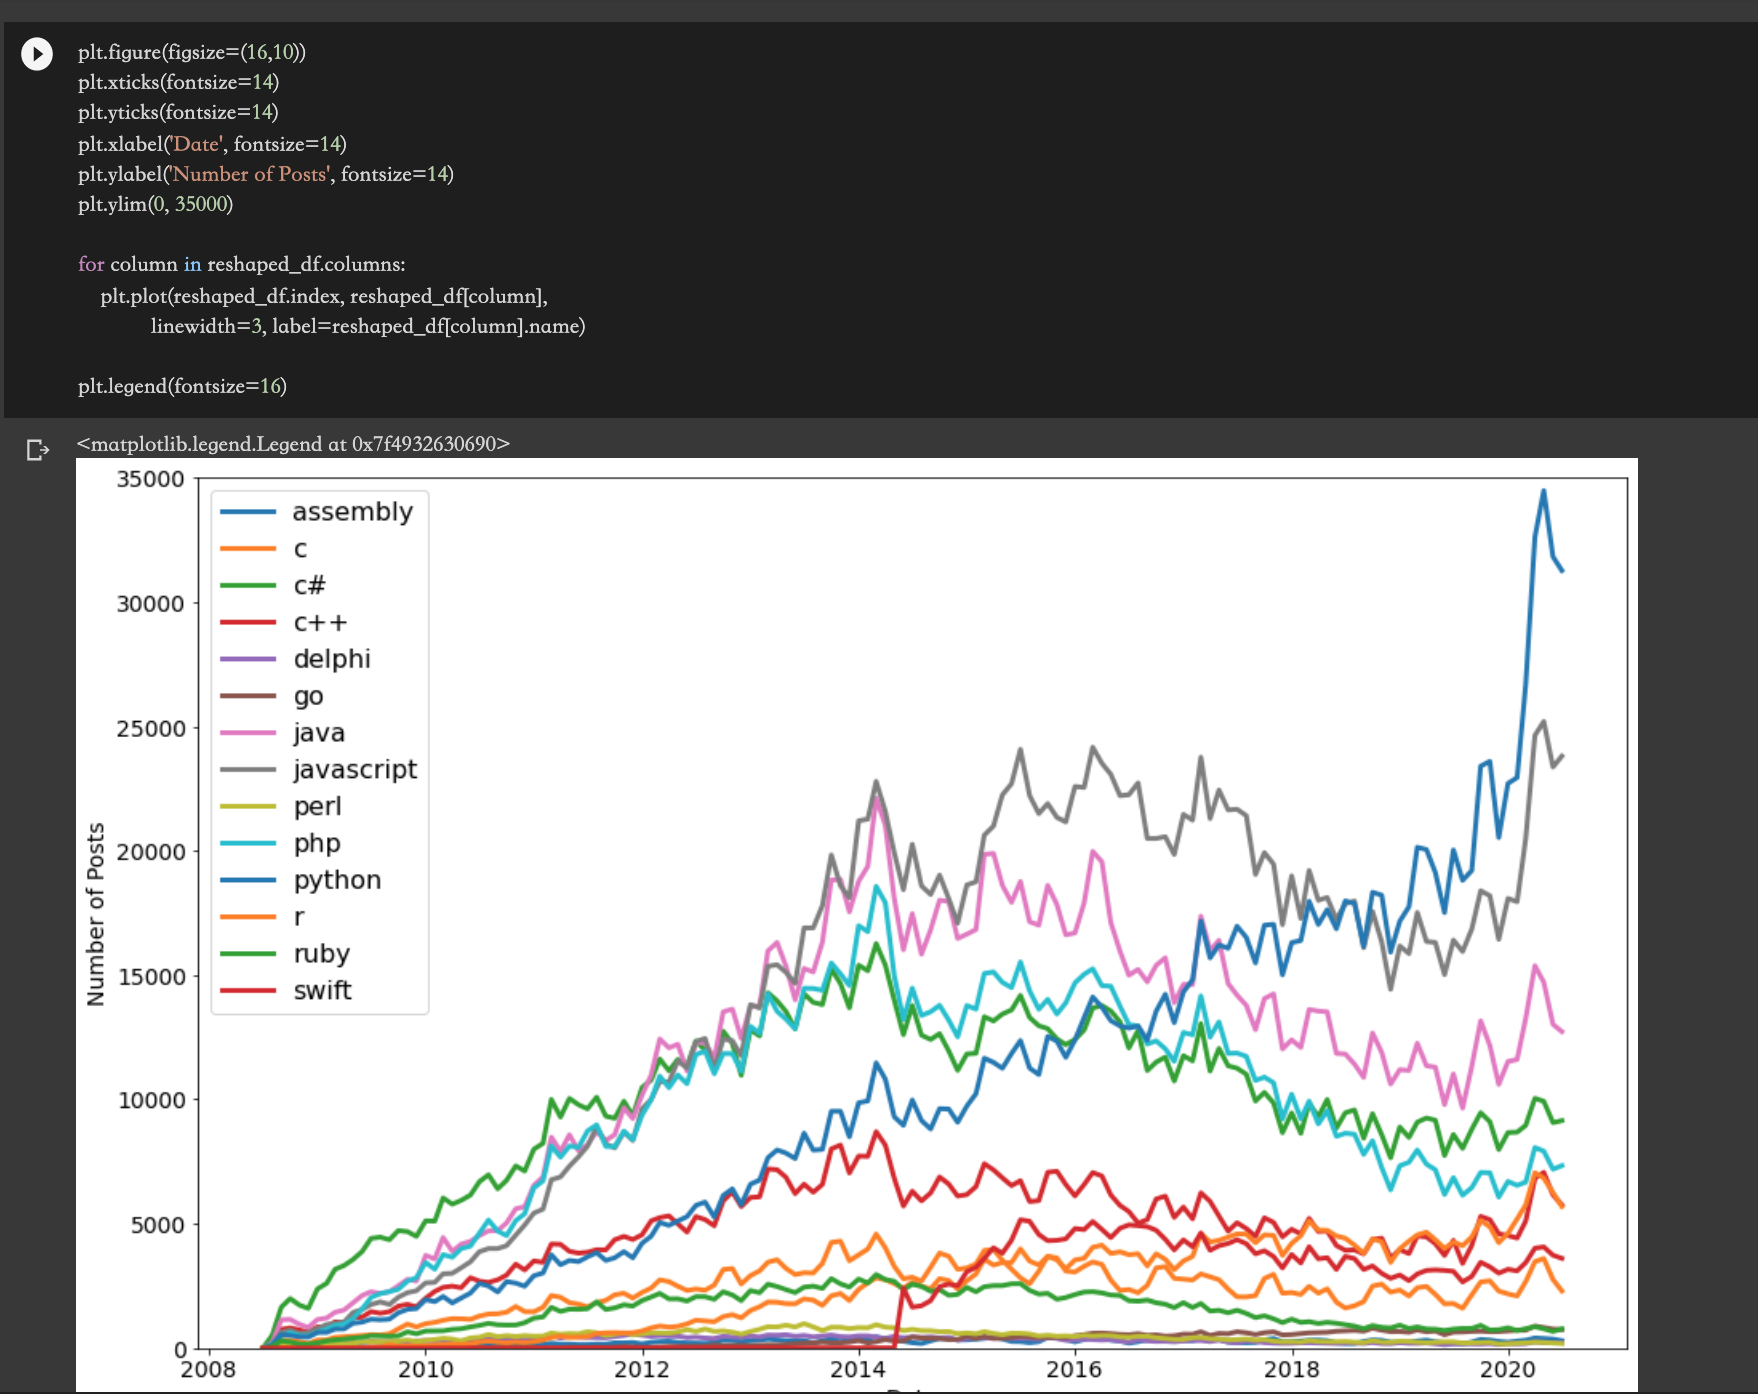 plt.figure(figsize=(16,10))
plt.xticks(fontsize=14)
plt.yticks(fontsize=14)
plt.xlabel('Date', fontsize=14)
plt.ylabel('Number of Posts', fontsize=14)
plt.ylim(0, 35000)
for column in reshaped_df.columns:
plt.plot(reshaped_df.index, reshaped_df[column],
linewidth=3, label=reshaped_df[column].name)
plt.legend(fontsize=16)
<matplotlib.legend.Legend at 0x7f4932630690>
35000
30000
25000
20000
15000
10000
5000
0
Number of Posts
assembly
c
c#
c++
delphi
go
java
javascript
perl
php
python
r
ruby
swift
2008
2010
2012
2014
2016
2018
2020